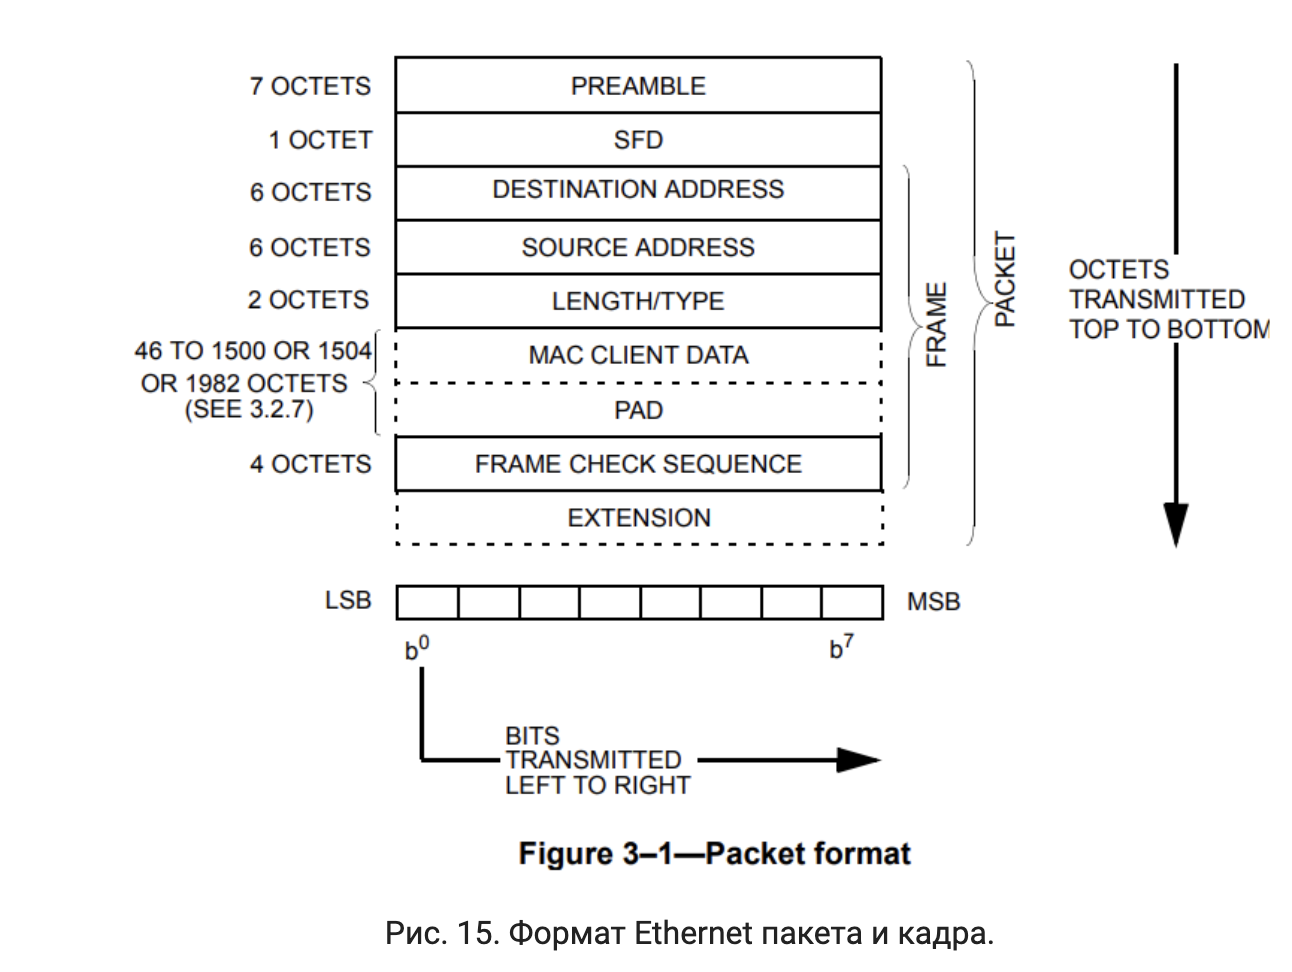 7 OCTETS PREAMBLE
1 OCTET SFD
6 OCTETS DESTINATION ADDRESS
6 OCTETS SOURCE ADDRESS
2 OCTETS LENGTH/TYPE
46 TO 1500 OR 1504
OR 1982 OCTETS
(SEE 3.2.7)
MAC CLIENT DATA
PAD
4 OCTETS FRAME CHECK SEQUENCE
EXTENSION
FRAME
PACKET
OCTETS
TRANSMITTED
TOP TO BOTTOM
LSB MSB
b0 b7
BITS
TRANSMITTED
LEFT TO RIGHT
Figure 3–1—Packet format
Рис. 15. Формат Ethernet пакета и кадра.